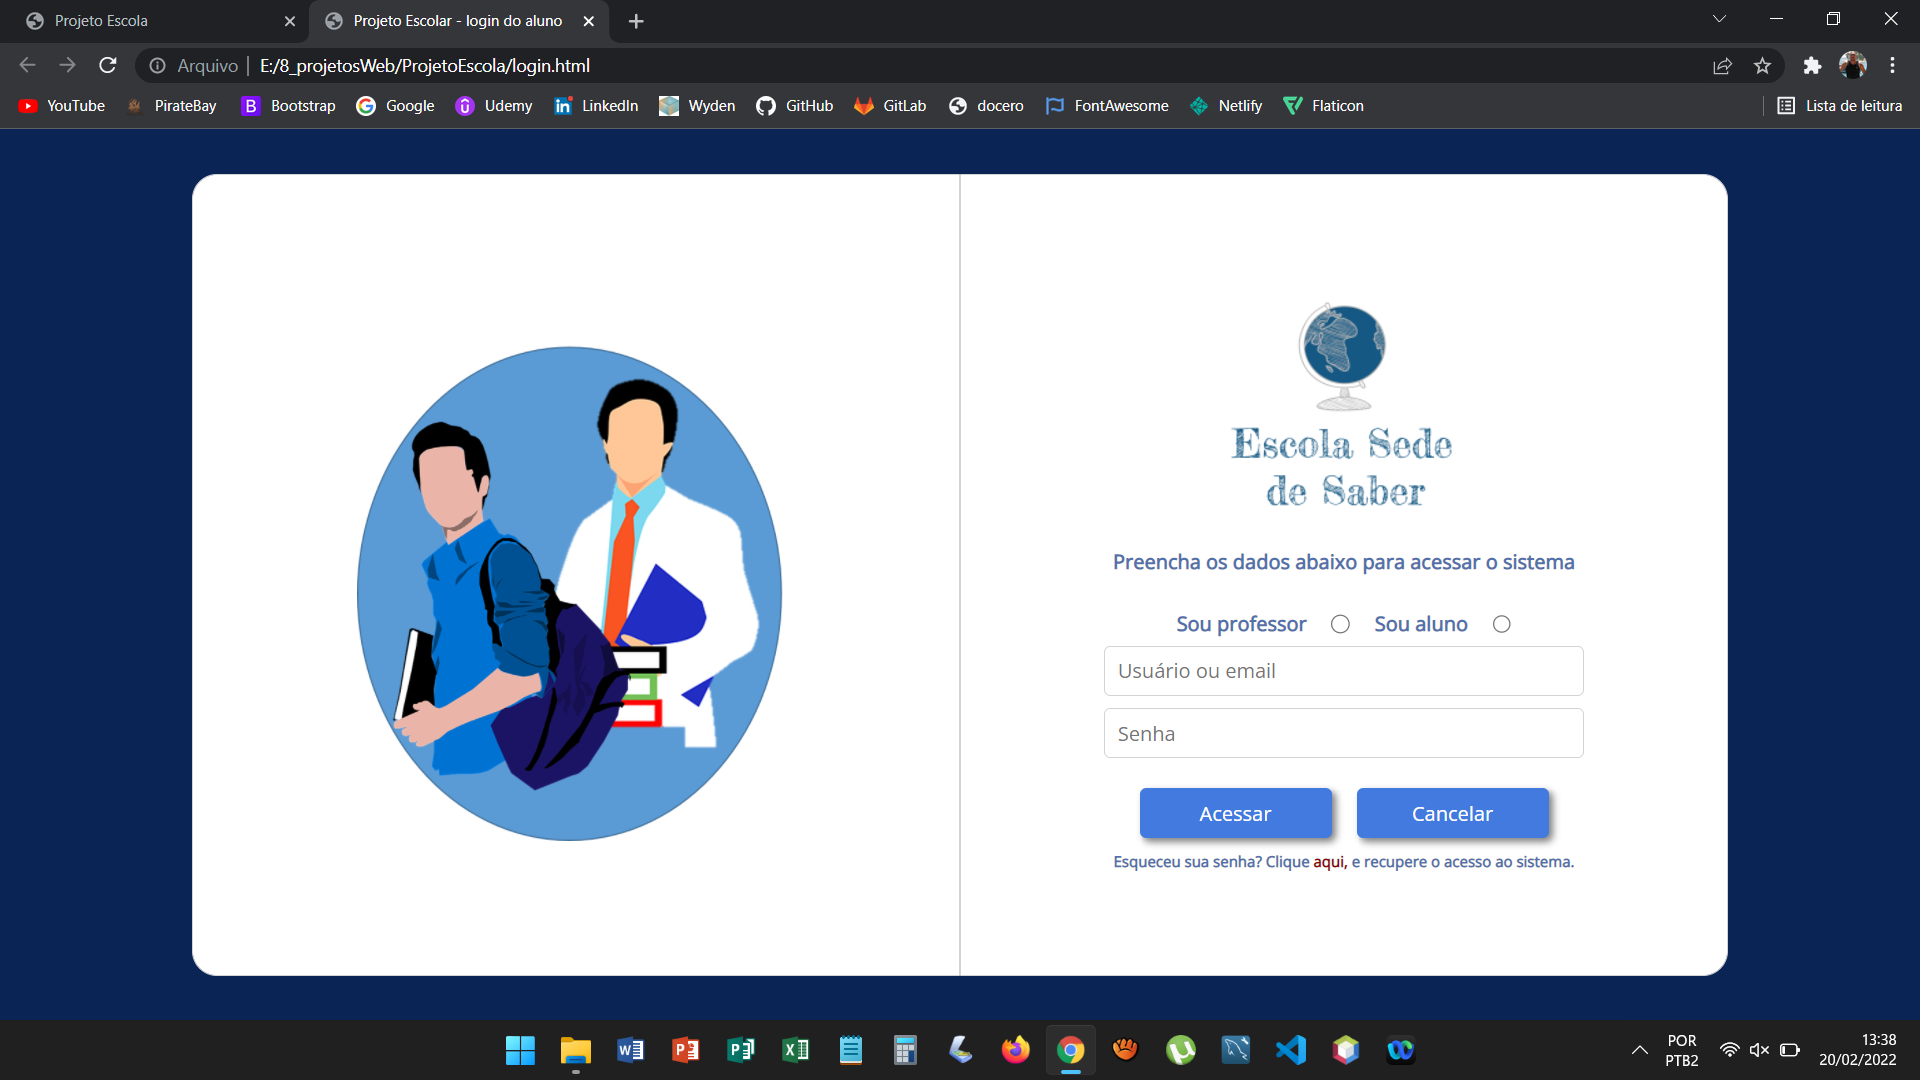 Projeto Escola
Projeto Escolar - login do aluno
Arquivo
E:/8_projetosWeb/ProjetoEscola/login.html
YouTube
PirateBay
Bootstrap
Google
Udemy
LinkedIn
Wyden
GitHub
GitLab
docero
FontAwesome
Netlify
Flaticon
Lista de leitura
Escola Sede
de Saber
Preencha os dados abaixo para acessar o sistema
Sou professor
Sou aluno
Usuário ou email
Senha
Acessar
Cancelar
Esqueceu sua senha? Clique aqui, e recupere o acesso ao sistema.
POR
PTB2
13:38
20/02/2022